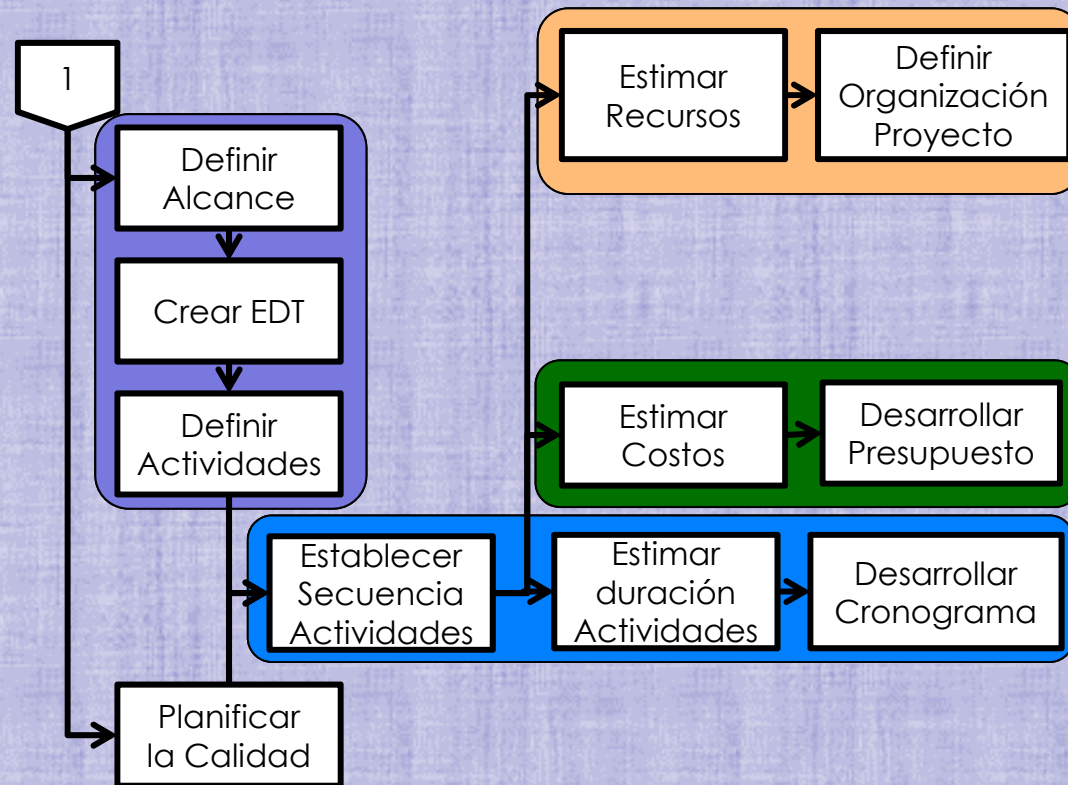 1
Definir
Alcance
Crear EDT
Definir
Actividades
Planificar
la Calidad
Establecer
Secuencia
Actividades
Estimar
Recursos
Definir
Organización
Proyecto
Estimar
Costos
Desarrollar
Presupuesto
Estimar
duración
Actividades
Desarrollar
Cronograma